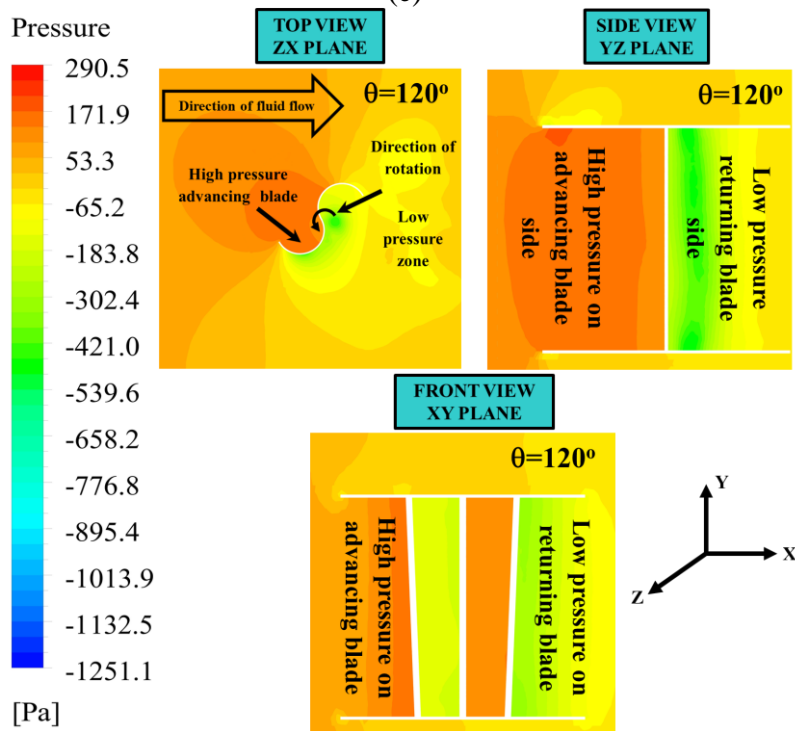 Pressure
290.5
171.9
53.3
-65.2
-183.8
-302.4
-421.0
-539.6
-658.2
-776.8
-895.4
-1013.9
-1132.5
-1251.1
[Pa]
TOP VIEW
ZX PLANE
Direction of fluid flow
θ=120º
High pressure
advancing blade
Direction of
rotation
Low
pressure
zone
SIDE VIEW
YZ PLANE
θ=120º
High pressure on
advancing blade
side
Low pressure
returning blade
side
FRONT VIEW
XY PLANE
θ=120º
High pressure on
advancing blade
Low pressure on
returning blade
Y
X
Z